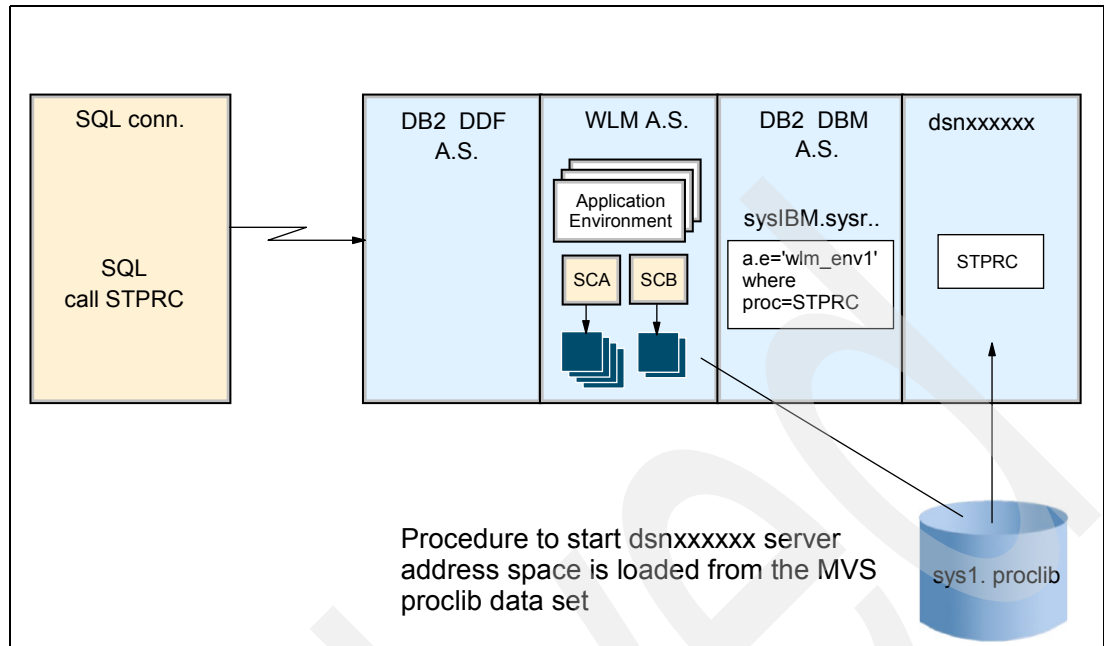 SQL conn.
SQL
call STPRC
DB2 DDF
A.S.
WLM A.S.
Application
Environment
SCA
SCB
DB2 DBM
A.S.
sysIBM.sysr..
a.e='wlm_env1'
where
proc=STPRC
dsnxxxxxx
STPRC
Procedure to start dsnxxxxxx server
address space is loaded from the MVS
proclib data set
sys1. proclib